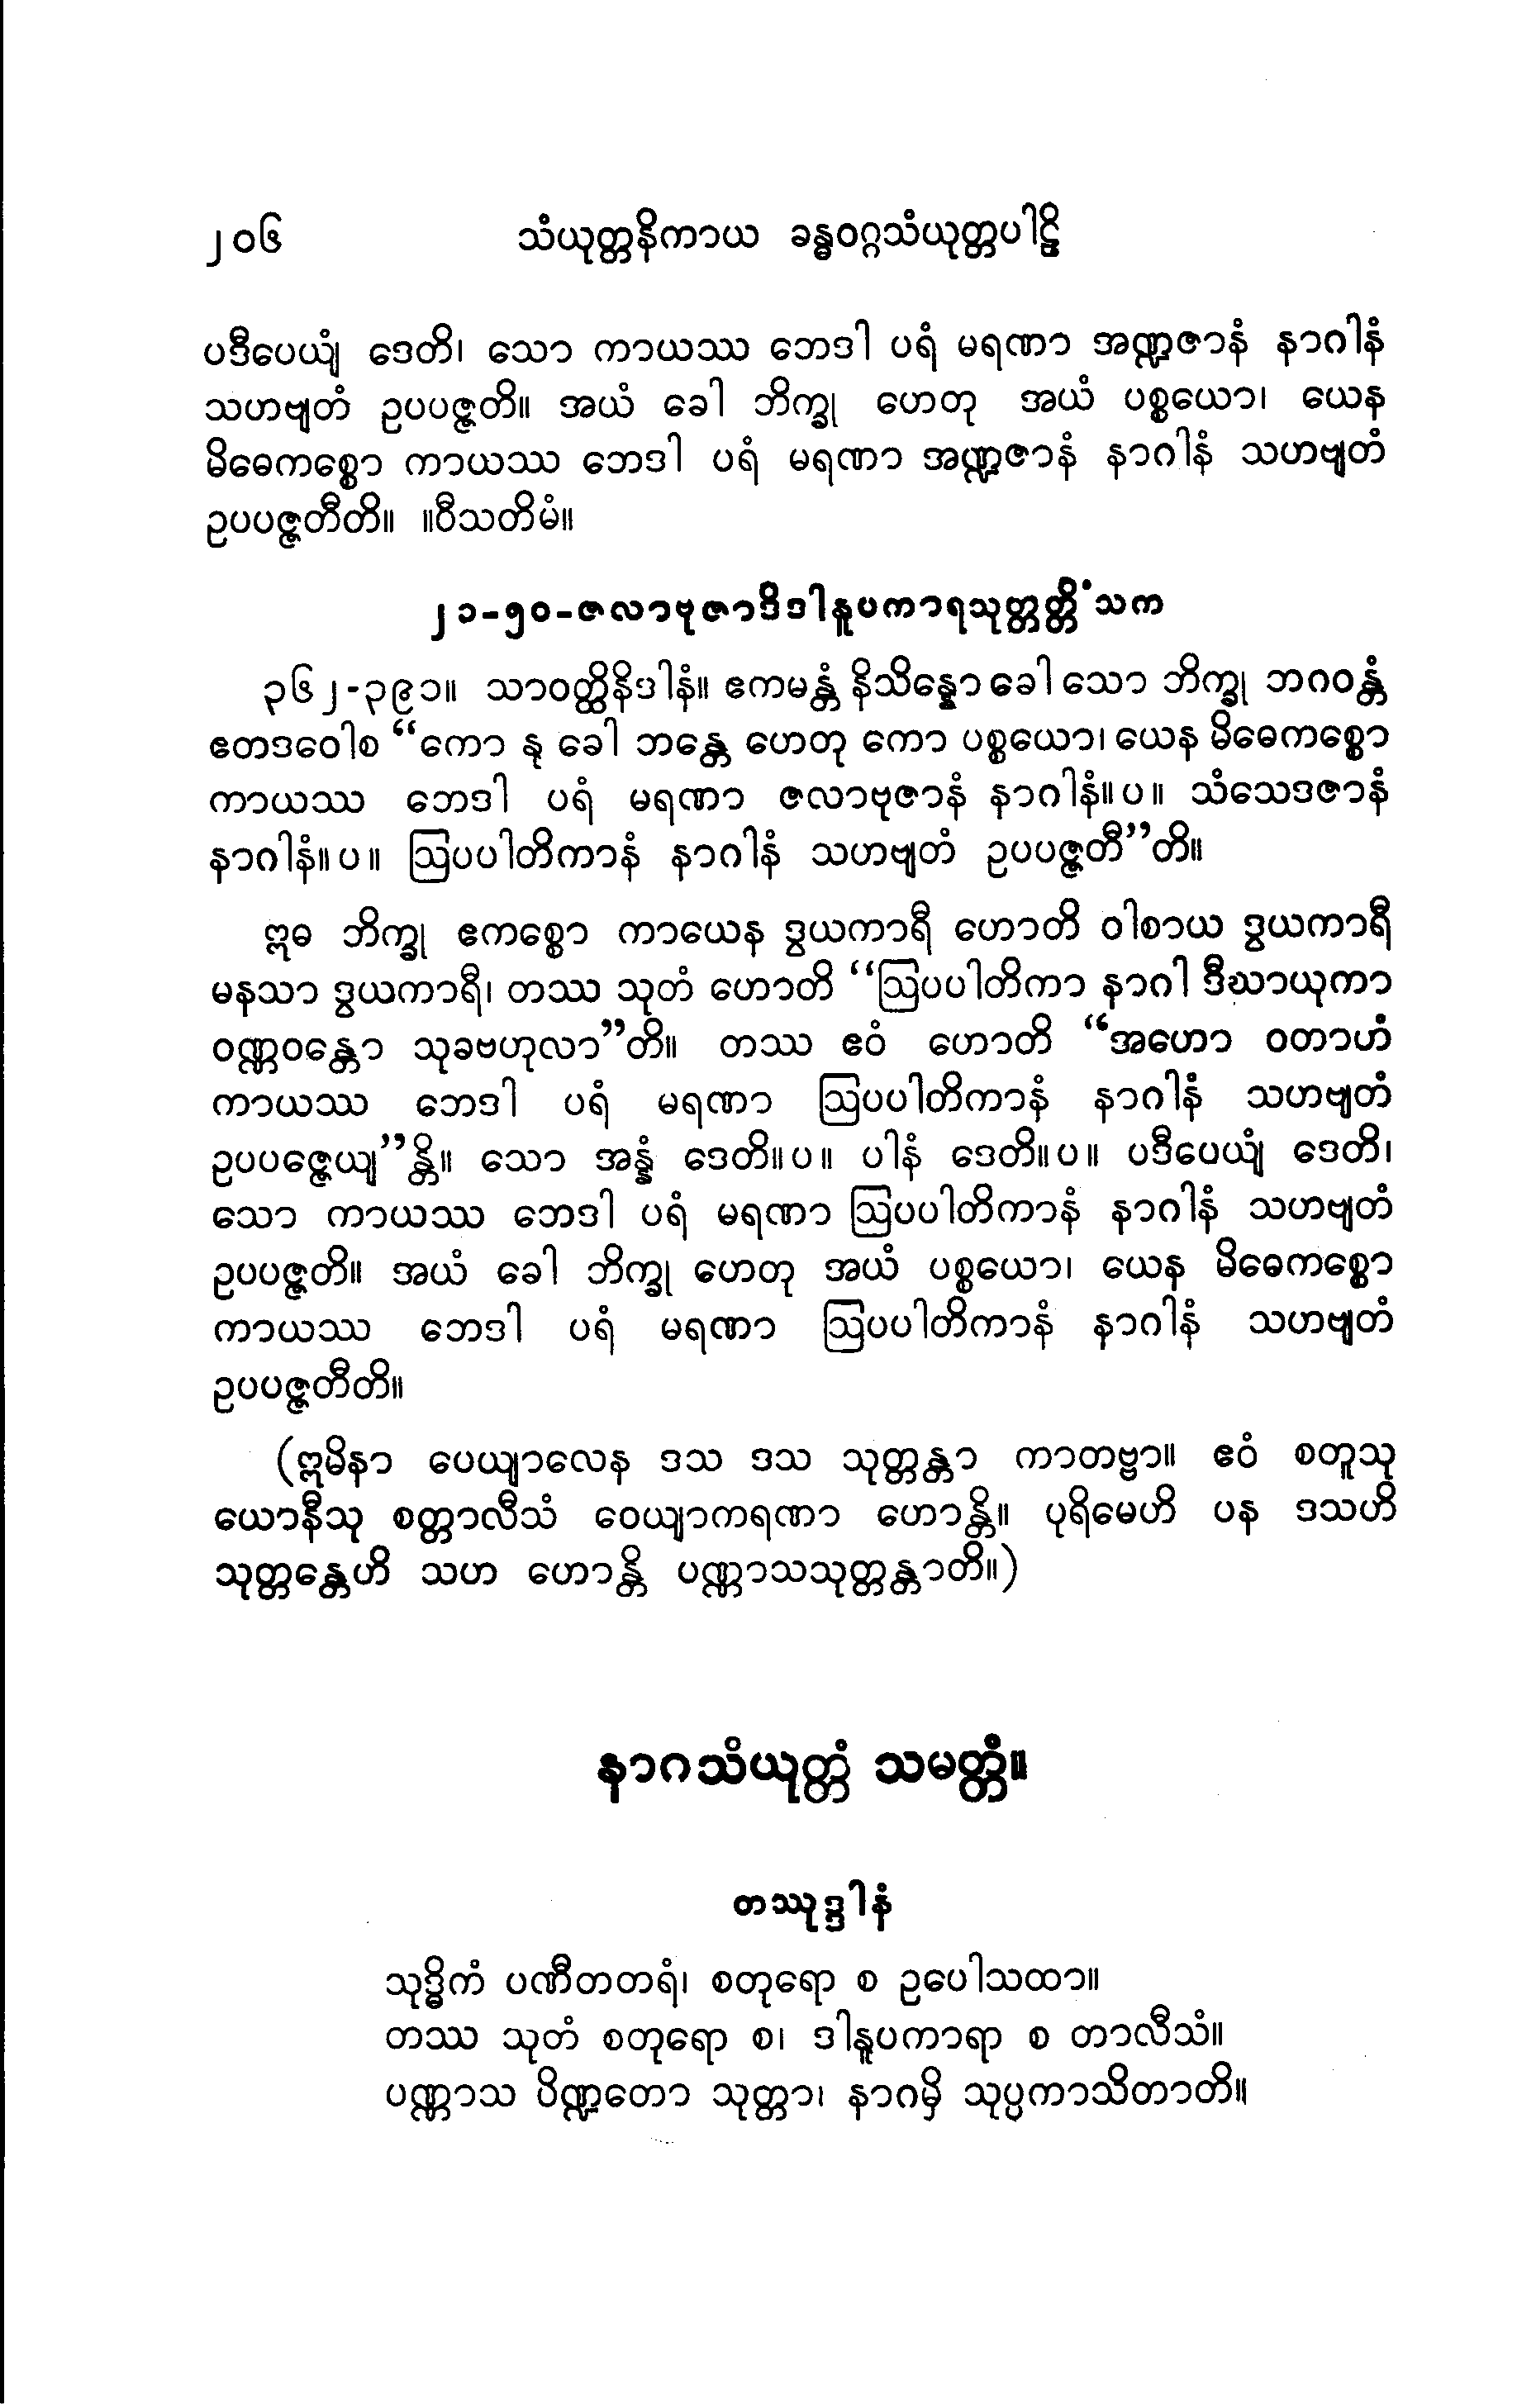 ၂၀၆ သံယုတ္တနိကာယ ခန္ဓဝဂ္ဂသံယုတ္တပါဠိ
ပဒီပေယျံ ဒေတိ၊ သော ကာယဿ ဘေဒါ ပရံ မရဏာ အဏ္ဍဇာနံ နာဂါနံ
သဟဗျတံ ဥပပဇ္ဇတိ။ အယံ ခေါ ဘိက္ခု ဟေတု အယံ ပစ္စယော၊ ယေန
မိဓေကစ္စော ကာယဿ ဘေဒါ ပရံ မရဏာ အဏ္ဍဇာနံ နာဂါနံ သဟဗျတံ
ဥပပဇ္ဇတီတိ။ ။ဝီသတိမံ။
၂၁-၅၀-ဇလာဗုဇာဒိဒါနူပကာရသုတ္တတ္တိံသက
၃၆၂-၃၉၁။ သာဝတ္ထိနိဒါနံ။ ဧကမန္တံ နိသိန္နော ခေါ သော ဘိက္ခု ဘဂဝန္တံ
ဧတဒဝေါစ “ကော နု ခေါ ဘန္တေ ဟေတု ကော ပစ္စယော၊ ယေန မိဓေကစ္စော
ကာယဿ ဘေဒါ ပရံ မရဏာ ဇလာဗုဇာနံ နာဂါနံ။ပ။ သံသေဒဇာနံ
နာဂါနံ။ပ။ ဩပပါတိကာနံ နာဂါနံ သဟဗျတံ ဥပပဇ္ဇတီ”တိ။
ဣဓ ဘိက္ခု ဧကစ္စော ကာယေန ဒွယကာရီ ဟောတိ ဝါစာယ ဒွယကာရီ
မနသာ ဒွယကာရီ၊ တဿ သုတံ ဟောတိ “ဩပပါတိကာ နာဂါ ဒီဃာယုကာ
ဝဏ္ဏဝန္တော သုခဗဟုလာ”တိ။ တဿ ဧဝံ ဟောတိ “အဟော ဝတာဟံ
ကာယဿ ဘေဒါ ပရံ မရဏာ ဩပပါတိကာနံ နာဂါနံ သဟဗျတံ
ဥပပဇ္ဇေယျ”န္တိ။ သော အန္နံ ဒေတိ။ပ။ ပါနံ ဒေတိ။ပ။ ပဒီပေယျံ ဒေတိ၊
သော ကာယဿ ဘေဒါ ပရံ မရဏာ ဩပပါတိကာနံ နာဂါနံ သဟဗျတံ
ဥပပဇ္ဇတိ။ အယံ ခေါ ဘိက္ခု ဟေတု အယံ ပစ္စယော၊ ယေန မိဓေကစ္စော
ကာယဿ ဘေဒါ ပရံ မရဏာ ဩပပါတိကာနံ နာဂါနံ သဟဗျတံ
ဥပပဇ္ဇတီတိ။
(ဣမိနာ ပေယျာလေန ဒသ ဒသ သုတ္တန္တာ ကာတဗ္ဗာ။ ဧဝံ စတူသု
ယောနီသု စတ္တာလီသံ ဝေယျာကရဏာ ဟောန္တိ။ ပုရိမေဟိ ပန ဒသဟိ
သုတ္တန္တေဟိ သဟ ဟောန္တိ ပဏ္ဏာသသုတ္တန္တာတိ။)
နာဂသံယုတ္တံ သမတ္တံ။
တဿုဒ္ဒါနံ
သုဒ္ဓိကံ ပဏီတတရံ၊ စတုရော စ ဥပေါသထာ။
တဿ သုတံ စတုရော စ၊ ဒါနူပကာရာ စ တာလီသံ။
ပဏ္ဏာသ ပိဏ္ဍတော သုတ္တာ၊ နာဂမှိ သုပ္ပကာသိတာတိ။